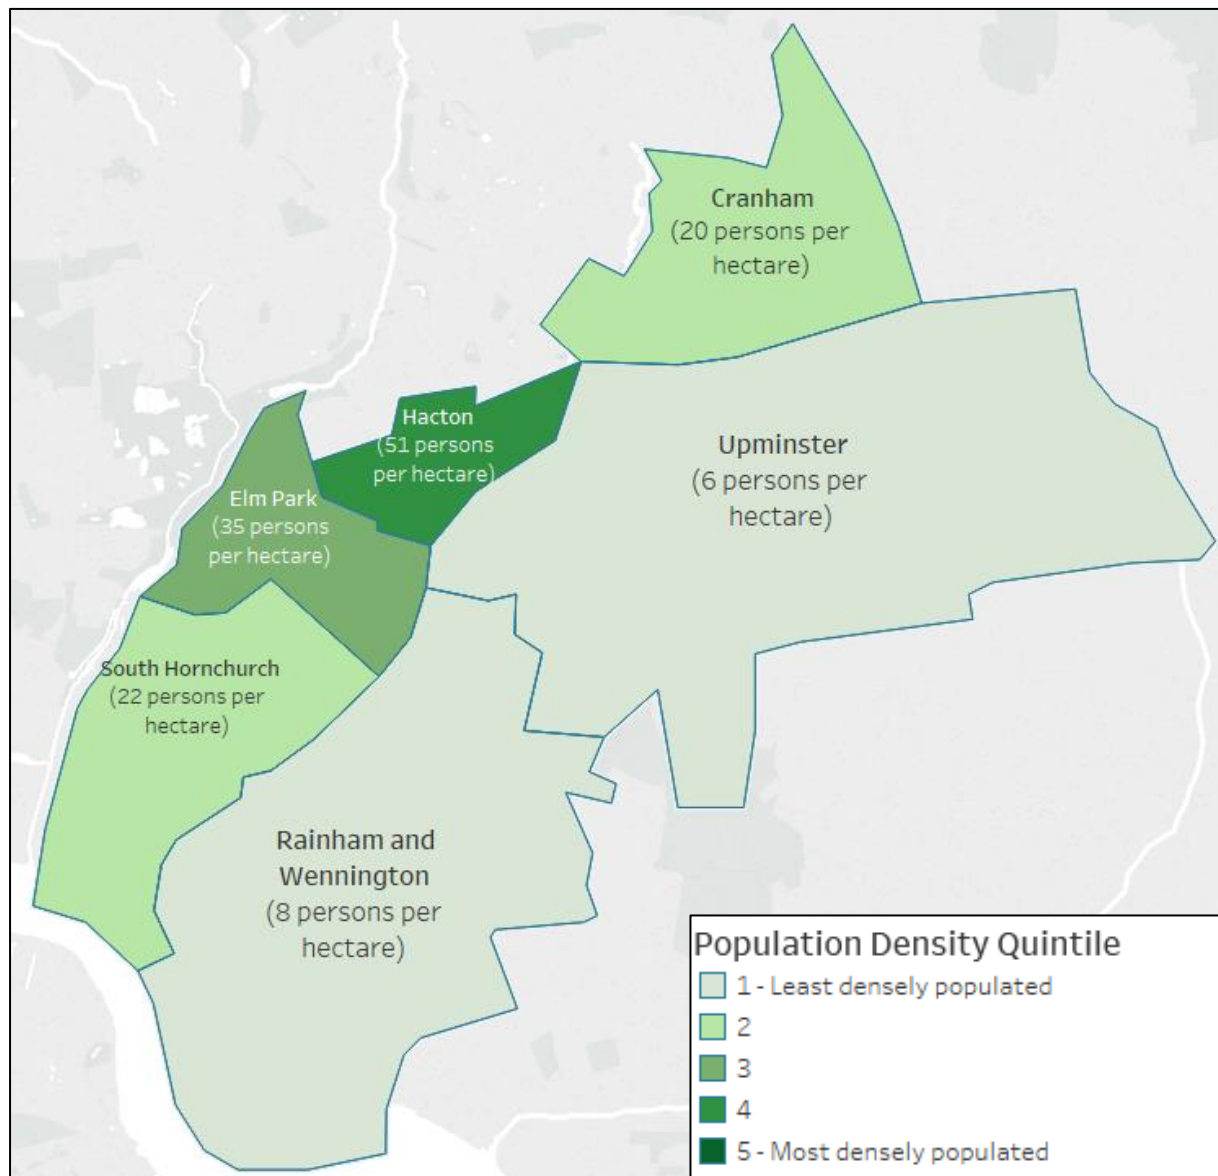 Cranham
(20 persons per
hectare)
Hacton
(51 persons
per hectare)
Upminster
(6 persons per
hectare)
Elm Park
(35 persons
per hectare)
South Hornchurch
(22 persons per
hectare)
Rainham and
Wennington
(8 persons per
hectare)
Population Density Quintile
1 - Least densely populated
2
3
4
5 - Most densely populated